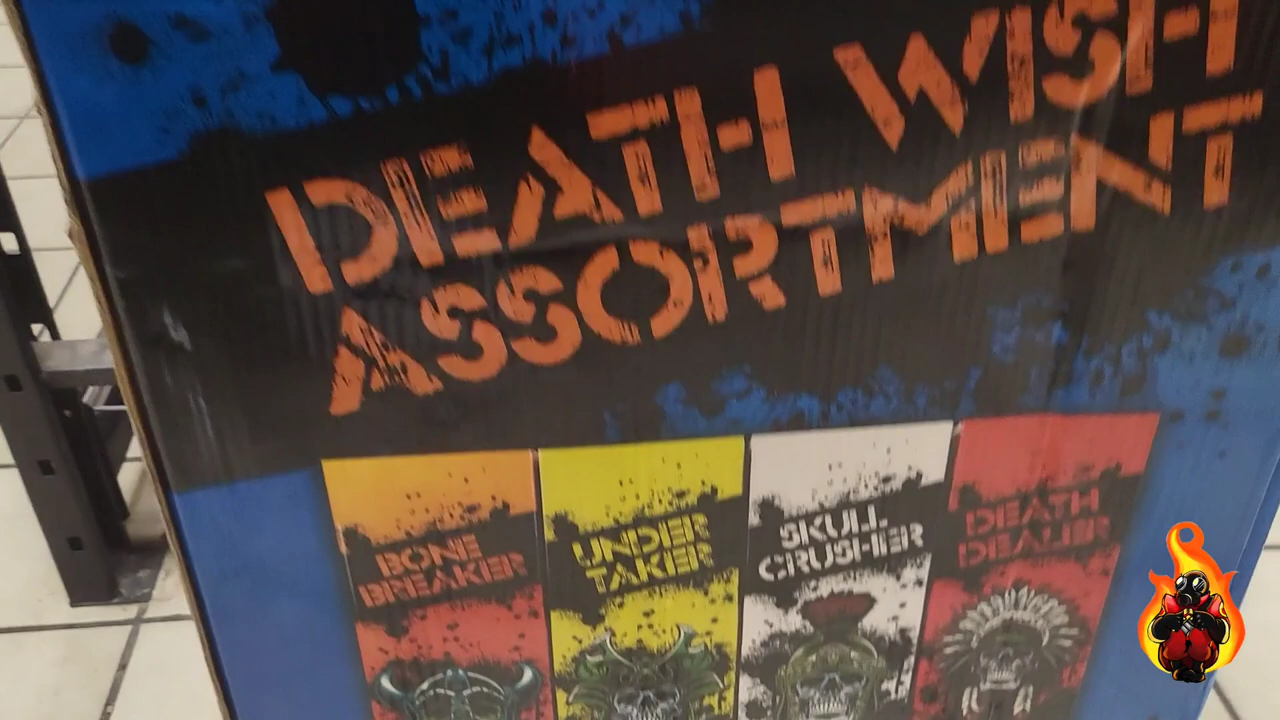 DEATH WISH
ASSORTMENT
BONE
BREAKER
UNDER
TAKER
SKULL
CRUSHER
DEATH
DEALER